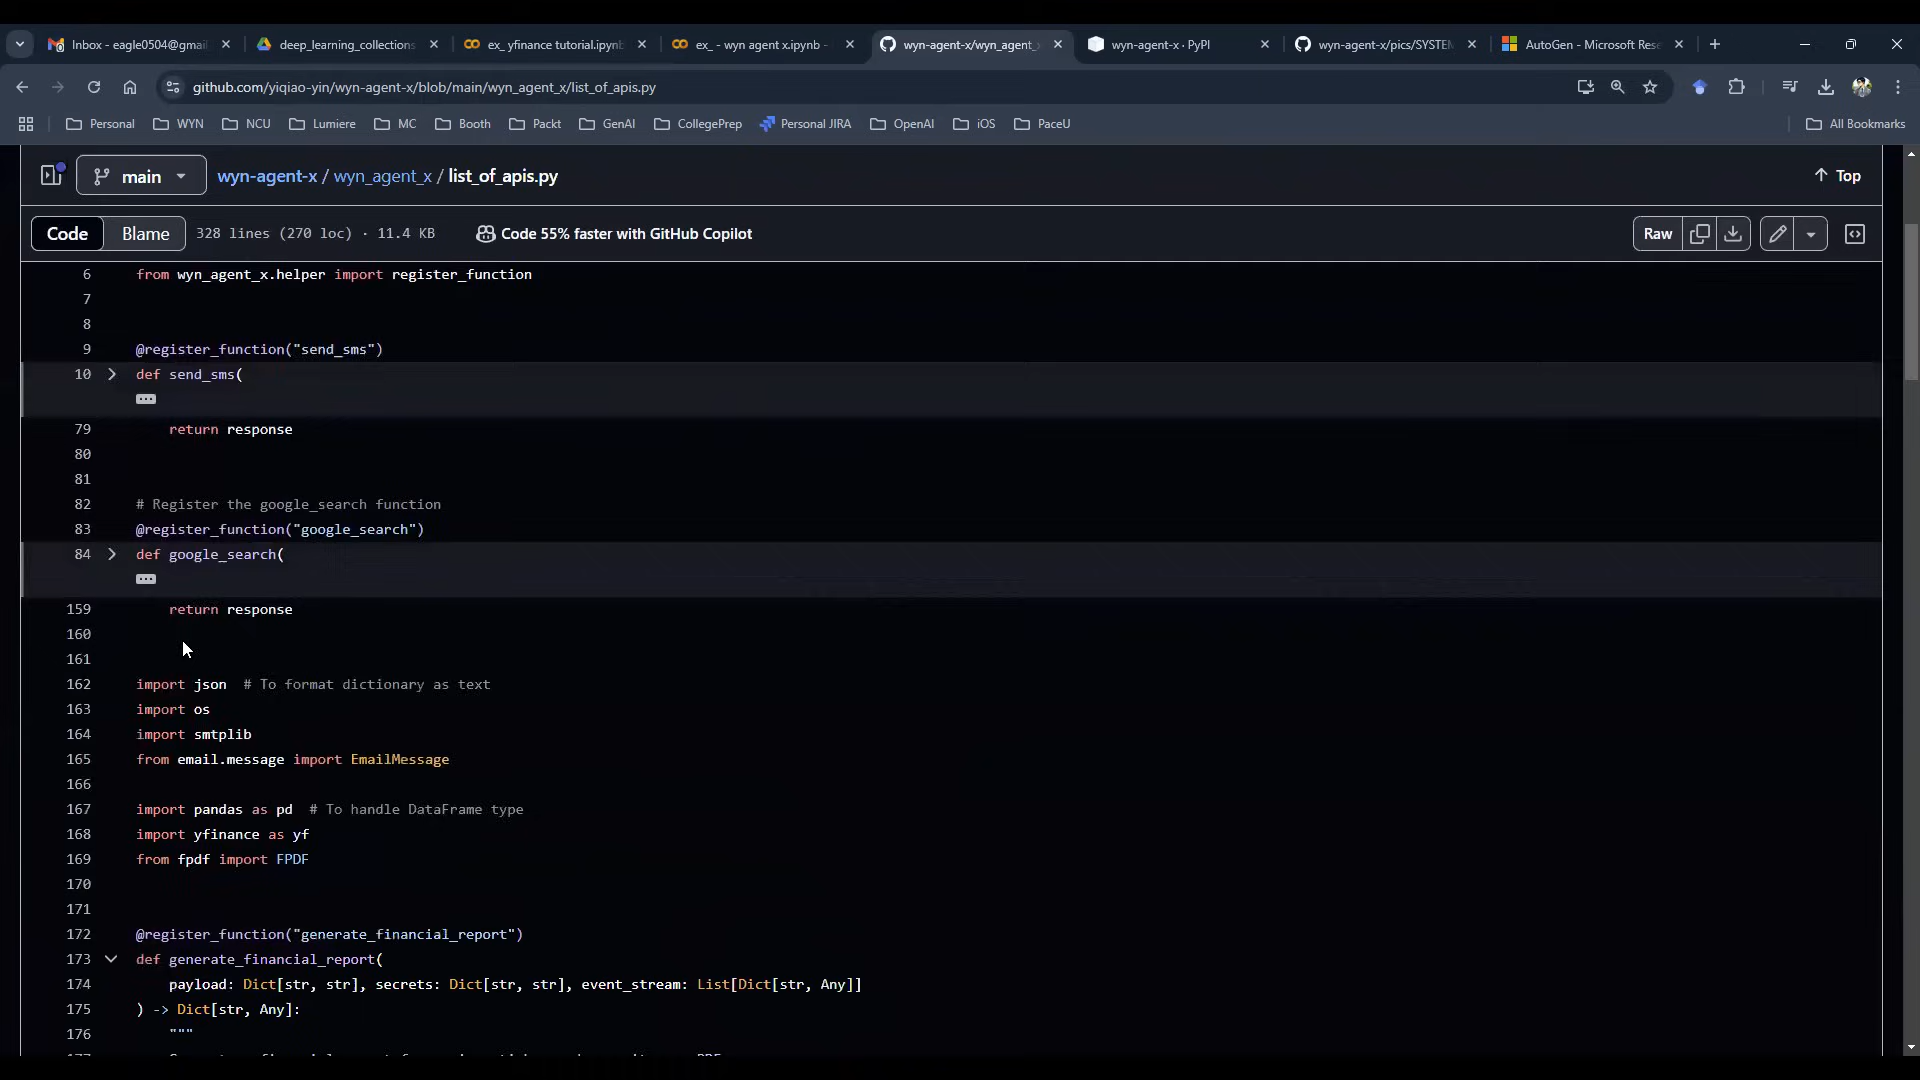 Inbox - eagle0504@gmail
deep_learning_collections
ex_ yfinance tutorial.ipynb
ex_ - wyn agent x.ipynb -
wyn-agent-x/wyn_agent_x
wyn-agent-x · PyPI
wyn-agent-x/pics/SYSTEM
AutoGen - Microsoft Rese
github.com/yiqiao-yin/wyn-agent-x/blob/main/wyn_agent_x/list_of_apis.py
Personal WYN NCU Lumiere MC Booth Packt GenAI CollegePrep Personal JIRA OpenAI iOS PaceU All Bookmarks
main wyn-agent-x / wyn_agent_x / list_of_apis.py Top
Code Blame 328 lines (270 loc) · 11.4 KB Code 55% faster with GitHub Copilot Raw
6 from wyn_agent_x.helper import register_function
7
8
9 @register_function("send_sms")
10 def send_sms(
...
79 return response
80
81
82 # Register the google_search function
83 @register_function("google_search")
84 def google_search(
...
159 return response
160
161
162 import json # To format dictionary as text
163 import os
164 import smtplib
165 from email.message import EmailMessage
166
167 import pandas as pd # To handle DataFrame type
168 import yfinance as yf
169 from fpdf import FPDF
170
171
172 @register_function("generate_financial_report")
173 def generate_financial_report(
174 payload: Dict[str, str], secrets: Dict[str, str], event_stream: List[Dict[str, Any]]
175 ) -> Dict[str, Any]:
176 """